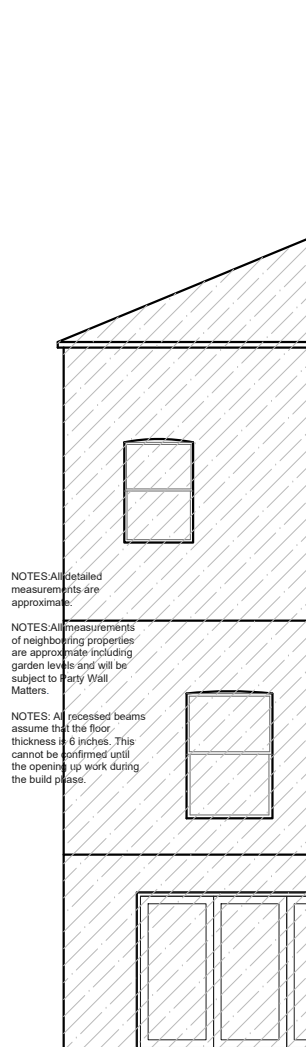 NOTES:All detailed
measurements are
approximate.
NOTES:All measurements
of neighbouring properties
are approximate including
garden levels and will be
subject to Party Wall
Matters.
NOTES: All recessed beams
assume that the floor
thickness is 6 inches. This
cannot be confirmed until
the opening up work during
the build phase.